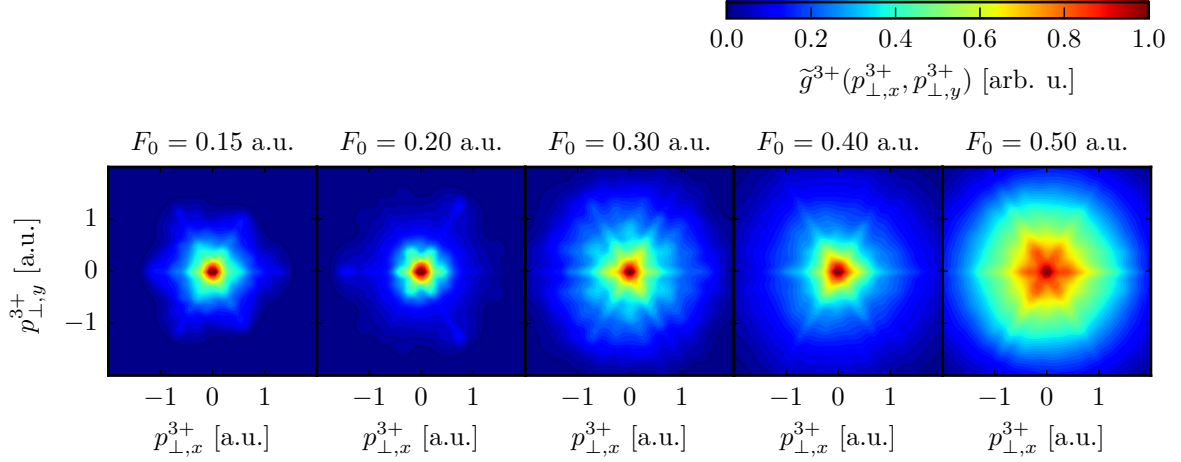 0.0 0.2 0.4 0.6 0.8 1.0
g̃³⁺(p³⁺⊥,x, p³⁺⊥,y) [arb. u.]
F₀ = 0.15 a.u. F₀ = 0.20 a.u. F₀ = 0.30 a.u. F₀ = 0.40 a.u. F₀ = 0.50 a.u.
p³⁺⊥,y [a.u.]
1
0
−1
−1 0 1 −1 0 1 −1 0 1 −1 0 1 −1 0 1
p³⁺⊥,x [a.u.] p³⁺⊥,x [a.u.] p³⁺⊥,x [a.u.] p³⁺⊥,x [a.u.] p³⁺⊥,x [a.u.]